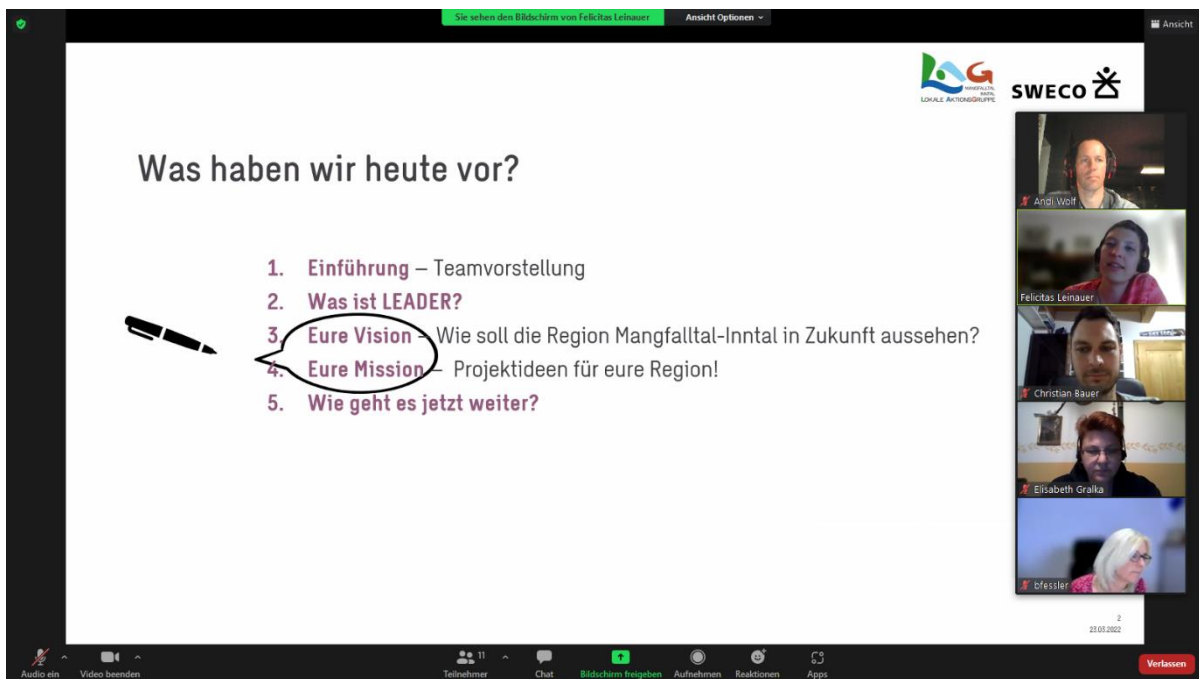 Sie sehen den Bildschirm von Felicitas Leinauer
Ansicht Optionen
Ansicht
LAG
MANGFALLTAL
INNTAL
LOKALE AKTIONSGRUPPE
SWECO
Was haben wir heute vor?
1. Einführung – Teamvorstellung
2. Was ist LEADER?
3. Eure Vision – Wie soll die Region Mangfalltal-Inntal in Zukunft aussehen?
4. Eure Mission – Projektideen für eure Region!
5. Wie geht es jetzt weiter?
Andi Wolf
Felicitas Leinauer
Christian Bauer
Elisabeth Gralka
bfessler
2
23.03.2022
Audio ein
Video beenden
11
Teilnehmer
Chat
Bildschirm freigeben
Aufnehmen
Reaktionen
Apps
Verlassen